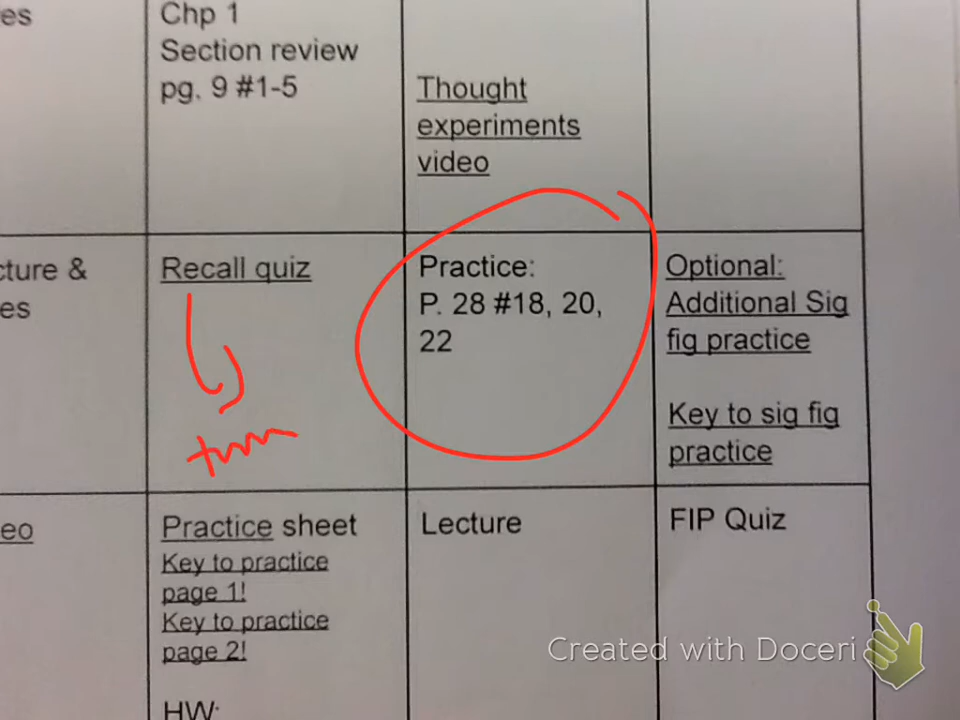 es
Chp 1
Section review
pg. 9 #1-5
Thought
experiments
video
cture &
es
Recall quiz
Practice:
P. 28 #18, 20,
22
Optional:
Additional Sig
fig practice
Key to sig fig
practice
eo
Practice sheet
Key to practice
page 1!
Key to practice
page 2!
HW:
Lecture
FIP Quiz
Created with Doceri